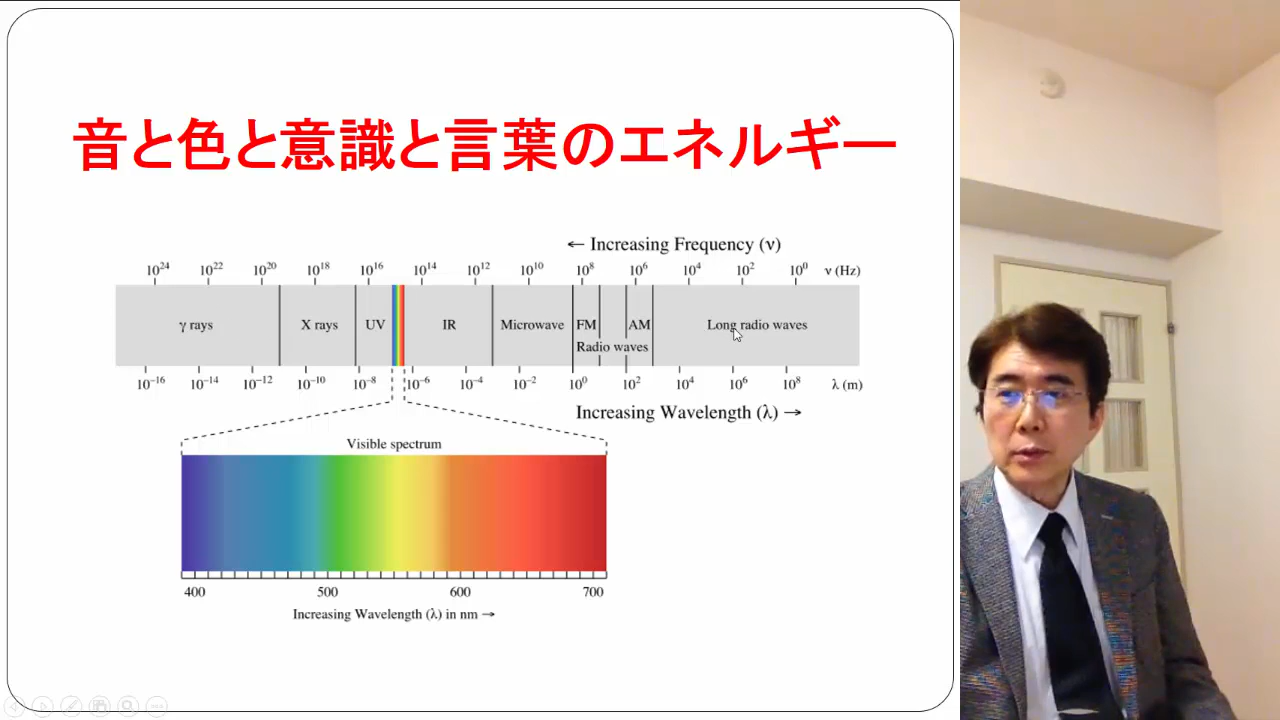 音と色と意識と言葉のエネルギー
← Increasing Frequency (ν)
10²⁴ 10²² 10²⁰ 10¹⁸ 10¹⁶ 10¹⁴ 10¹² 10¹⁰ 10⁸ 10⁶ 10⁴ 10² 10⁰ ν (Hz)
γ rays X rays UV IR Microwave FM AM Long radio waves
Radio waves
10⁻¹⁶ 10⁻¹⁴ 10⁻¹² 10⁻¹⁰ 10⁻⁸ 10⁻⁶ 10⁻⁴ 10⁻² 10⁰ 10² 10⁴ 10⁶ 10⁸ λ (m)
Increasing Wavelength (λ) →
Visible spectrum
400 500 600 700
Increasing Wavelength (λ) in nm →